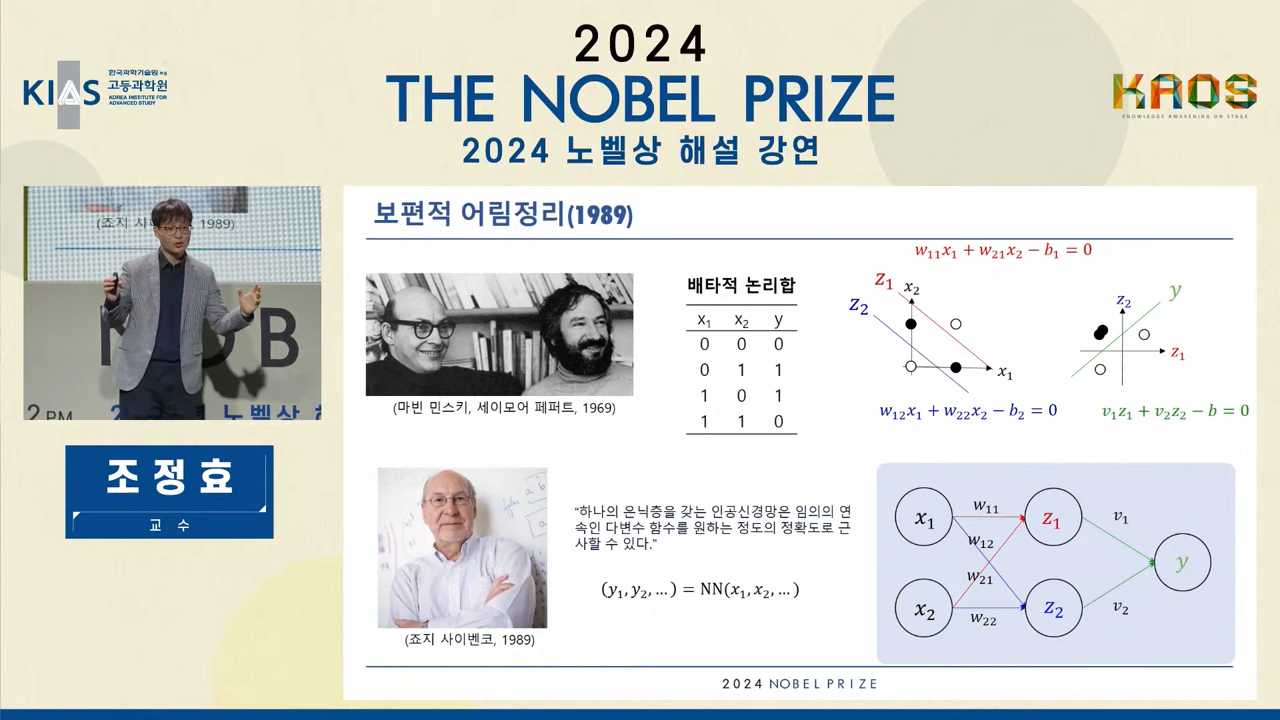 2024
THE NOBEL PRIZE
2024 노벨상 해설 강연
KIAS
한국과학기술원 부설
고등과학원
KOREA INSTITUTE FOR
ADVANCED STUDY
KAOS
KNOWLEDGE AWAKENING ON STAGE
(죠지 사이 1989)
B
2 PM
노벨상
조정효
교 수
보편적 어림정리(1989)
(마빈 민스키, 세이모어 페퍼트, 1969)
배타적 논리합
x₁ x₂ y
0 0 0
0 1 1
1 0 1
1 1 0
w₁₁x₁ + w₂₁x₂ − b₁ = 0
z₁ x₂
z₂
x₁
w₁₂x₁ + w₂₂x₂ − b₂ = 0
z₂ y
z₁
v₁z₁ + v₂z₂ − b = 0
(죠지 사이벤코, 1989)
“하나의 은닉층을 갖는 인공신경망은 임의의 연
속인 다변수 함수를 원하는 정도의 정확도로 근
사할 수 있다.”
(y₁, y₂, … ) = NN(x₁, x₂, … )
x₁ w₁₁ z₁ v₁
w₁₂
y
w₂₁
x₂ w₂₂ z₂ v₂
2024 NOBEL PRIZE